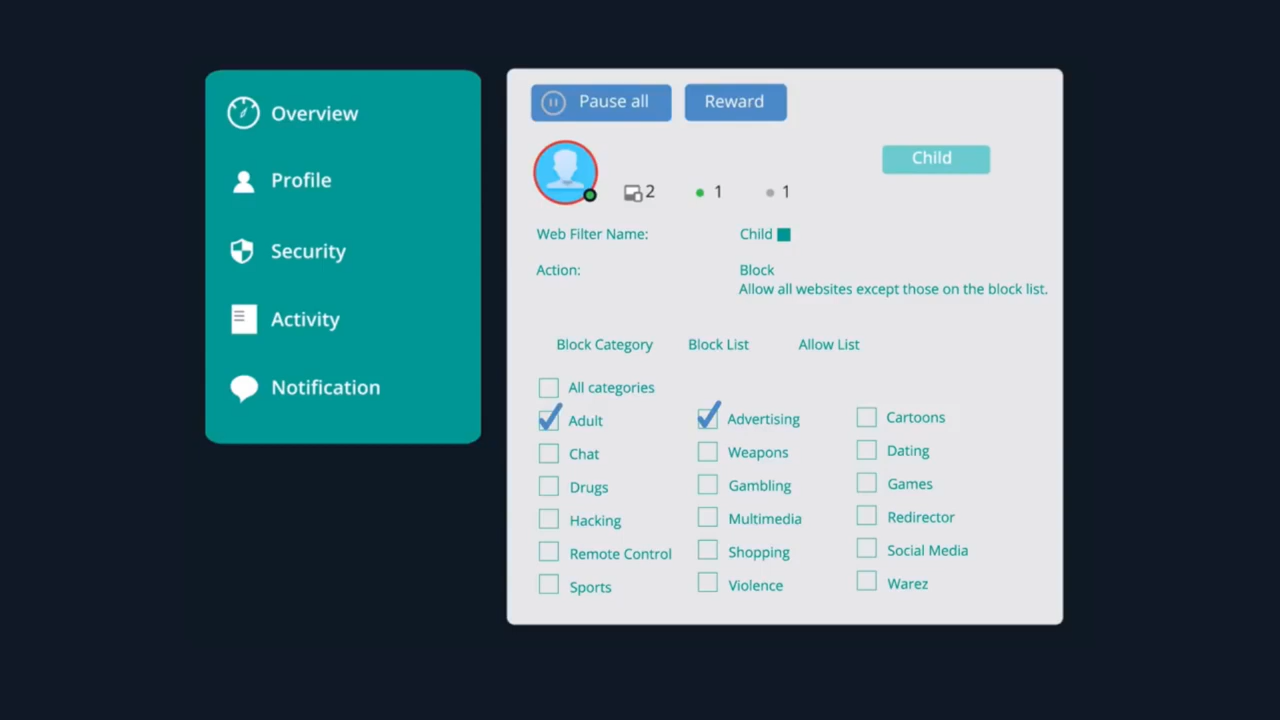 Overview
Profile
Security
Activity
Notification
Pause all
Reward
Child
2
1
1
Web Filter Name:
Child
Action:
Block
Allow all websites except those on the block list.
Block Category
Block List
Allow List
All categories
Adult
Advertising
Cartoons
Chat
Weapons
Dating
Drugs
Gambling
Games
Hacking
Multimedia
Redirector
Remote Control
Shopping
Social Media
Sports
Violence
Warez